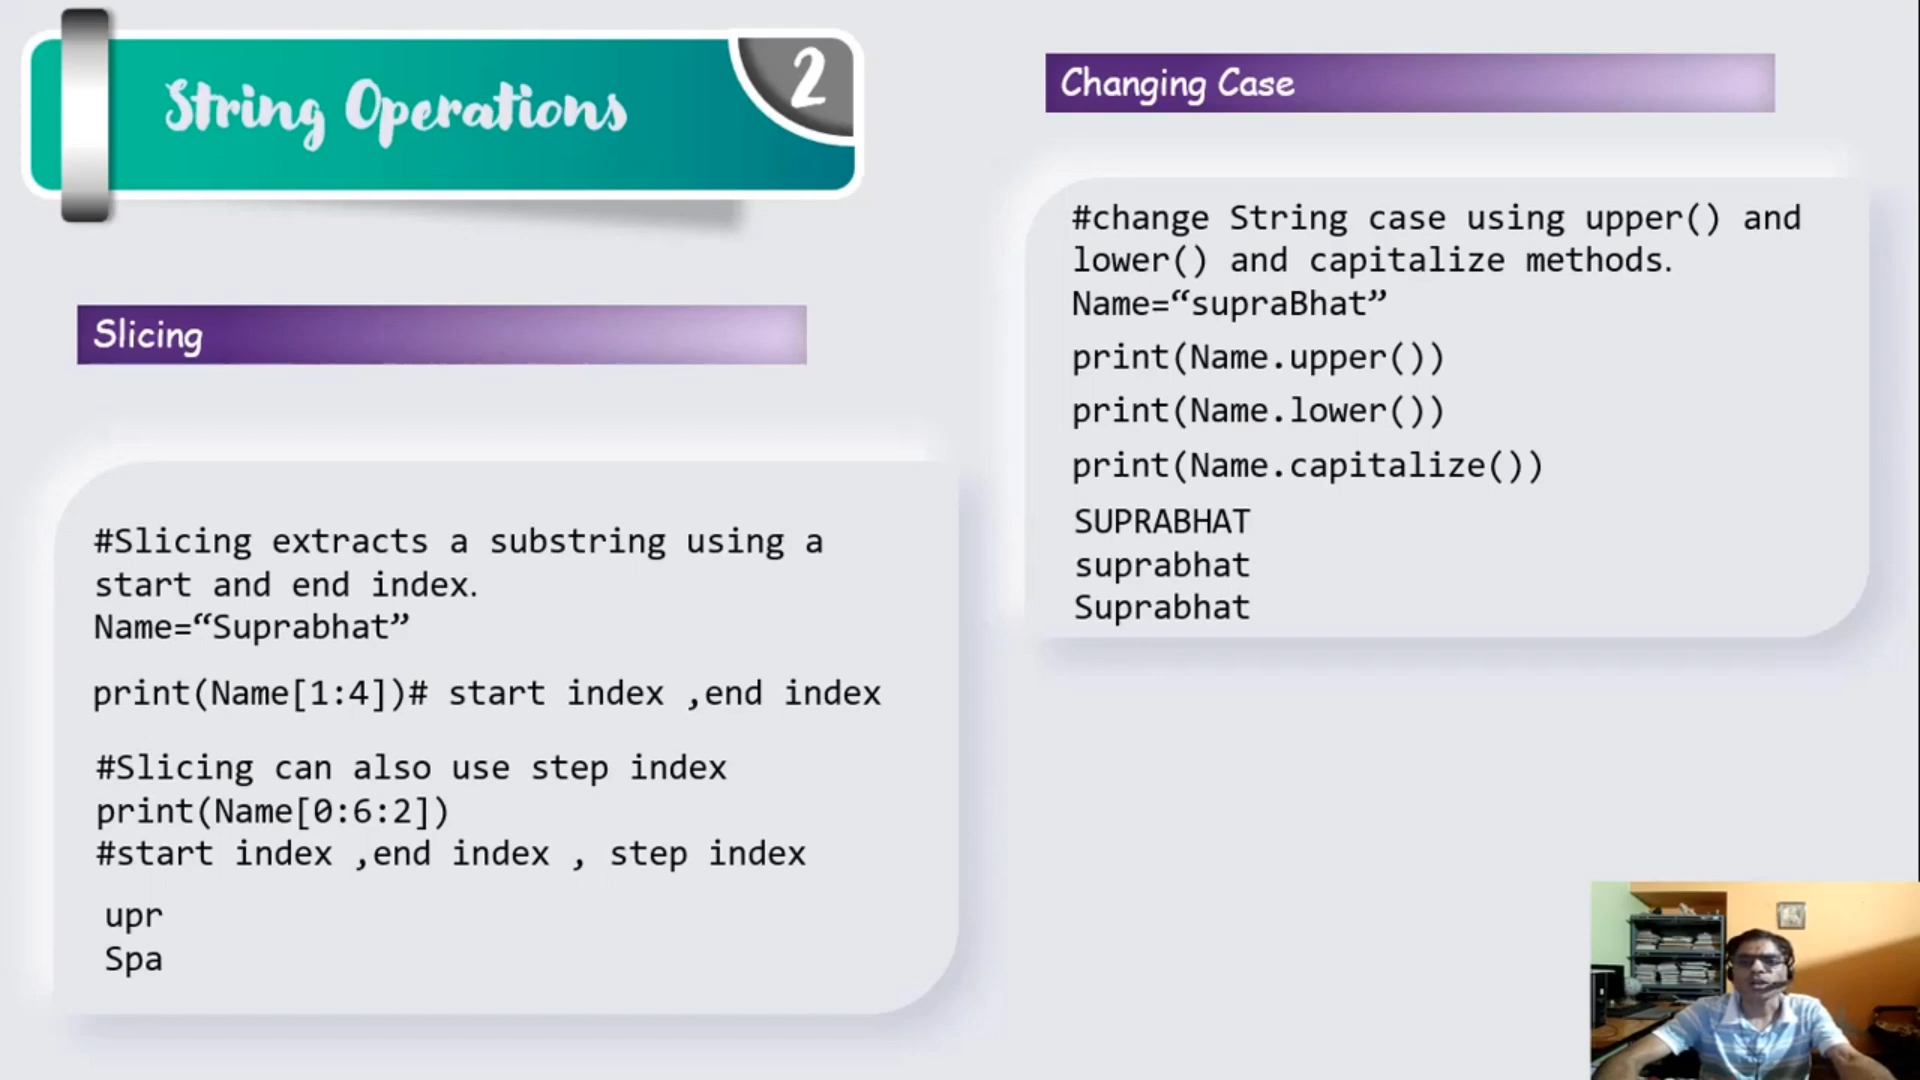 String Operations
2
Slicing
#Slicing extracts a substring using a
start and end index.
Name=“Suprabhat”
print(Name[1:4])# start index ,end index
#Slicing can also use step index
print(Name[0:6:2])
#start index ,end index , step index
upr
Spa
Changing Case
#change String case using upper() and
lower() and capitalize methods.
Name=“supraBhat”
print(Name.upper())
print(Name.lower())
print(Name.capitalize())
SUPRABHAT
suprabhat
Suprabhat